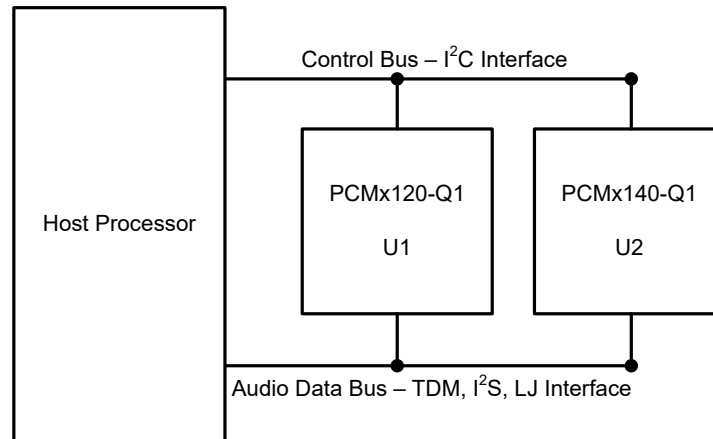 Control Bus – I²C Interface
PCMx120-Q1
PCMx140-Q1
Host Processor
U1
U2
Audio Data Bus – TDM, I²S, LJ Interface